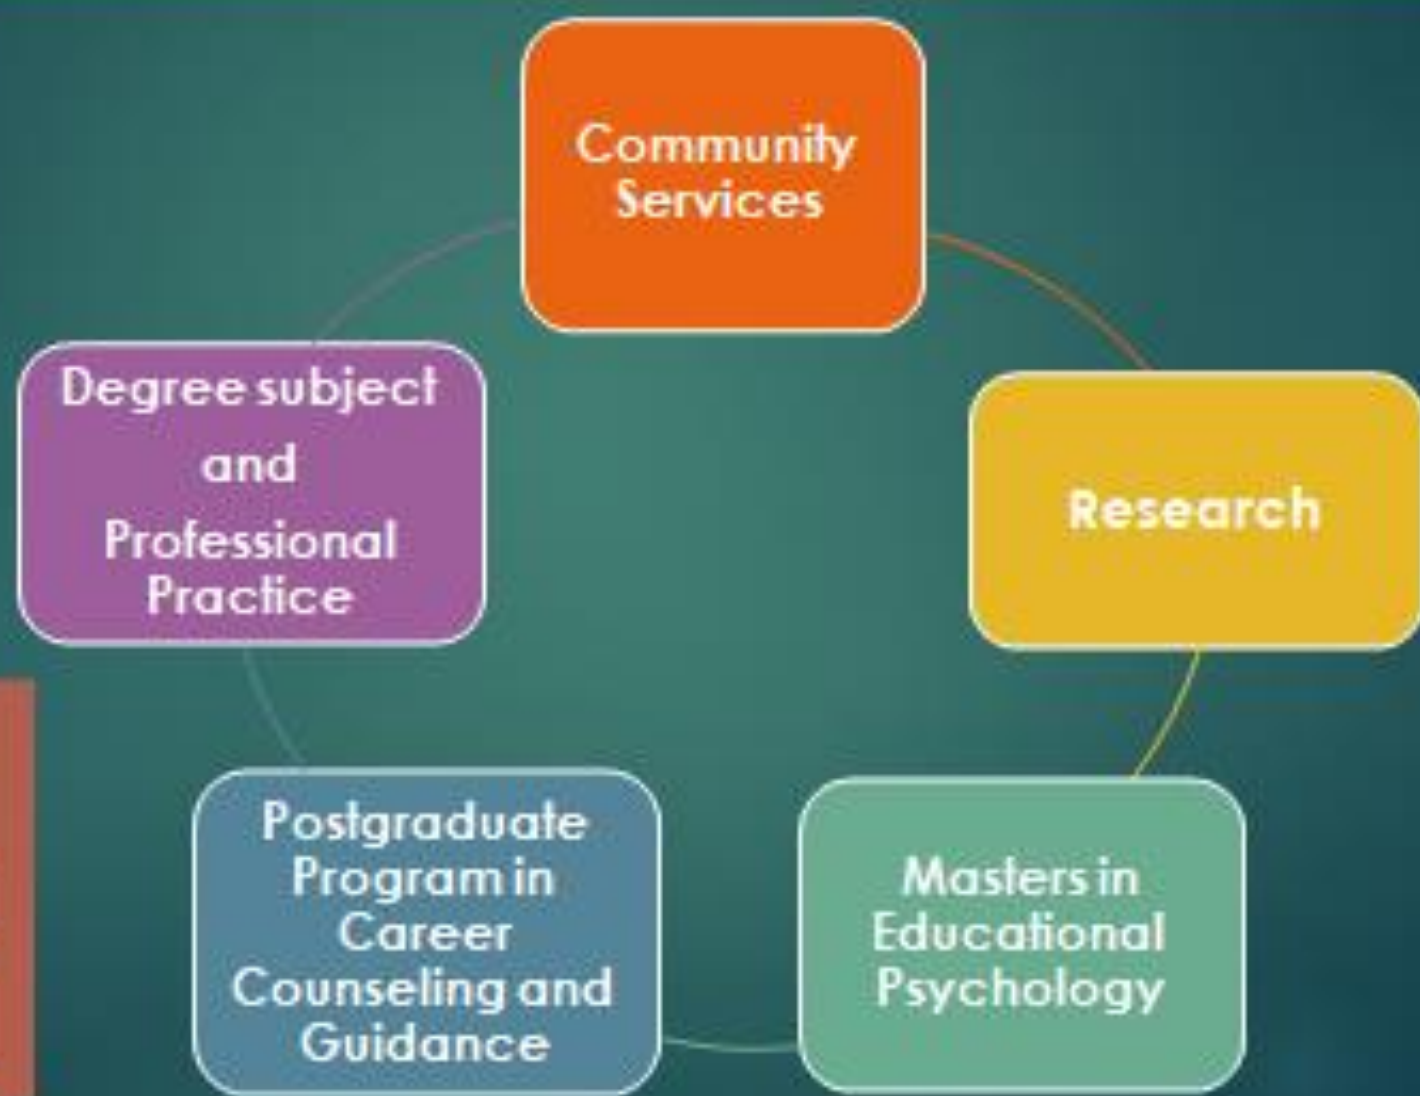 Community
Services
Research
Masters in
Educational
Psychology
Postgraduate
Program in
Career
Counseling and
Guidance
Degree subject
and
Professional
Practice